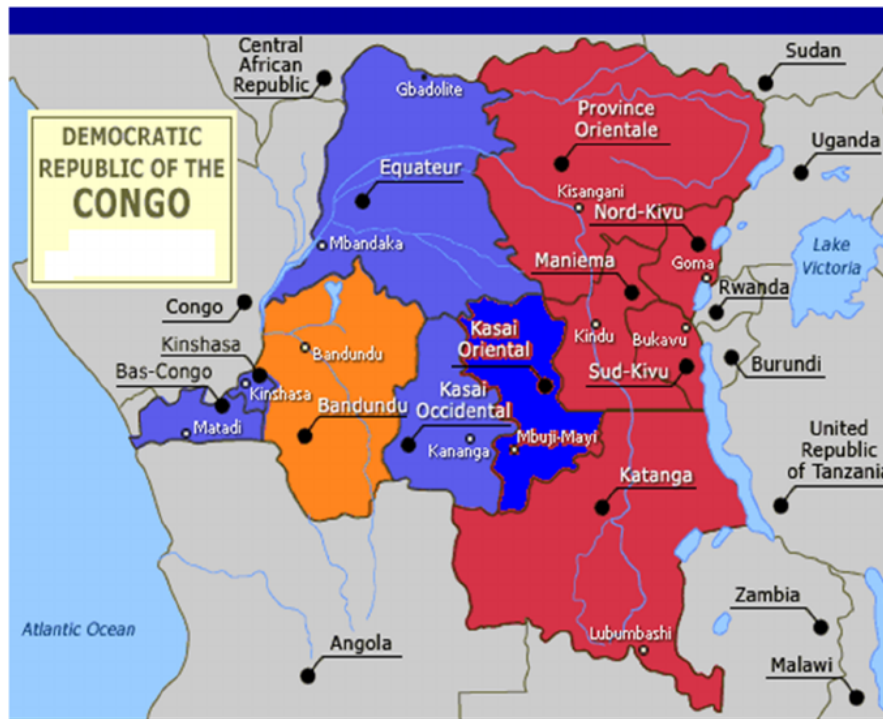 DEMOCRATIC
REPUBLIC OF THE
CONGO
Central
African
Republic
Sudan
Gbadolite
Province
Orientale
Uganda
Equateur
Kisangani
Nord-Kivu
Mbandaka
Maniema
Goma
Lake
Victoria
Rwanda
Congo
Kinshasa
Bas-Congo
Kinshasa
Matadi
Bandundu
Bandundu
Kasai
Oriental
Kasai
Occidental
Kananga
Mbuji-Mayi
Kindu
Bukavu
Sud-Kivu
Burundi
United
Republic
of Tanzania
Katanga
Zambia
Lubumbashi
Malawi
Angola
Atlantic Ocean